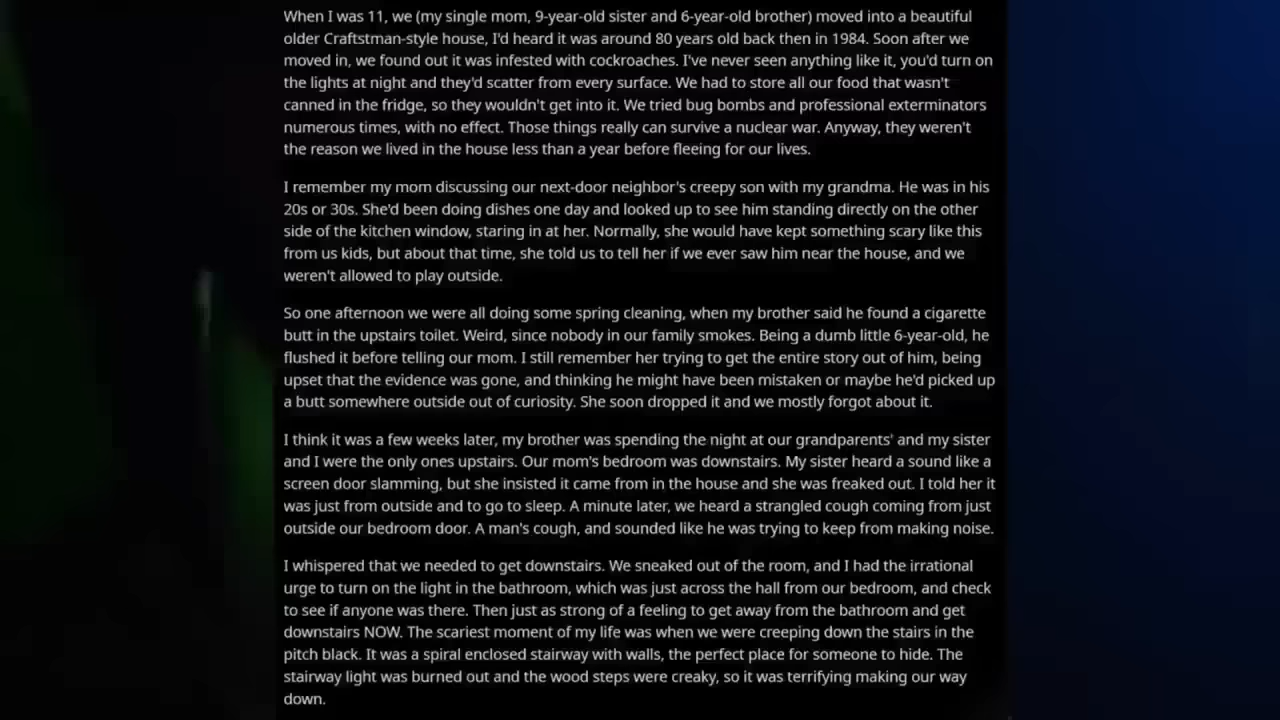 When I was 11, we (my single mom, 9-year-old sister and 6-year-old brother) moved into a beautiful
older Craftstman-style house, I'd heard it was around 80 years old back then in 1984. Soon after we
moved in, we found out it was infested with cockroaches. I've never seen anything like it, you'd turn on
the lights at night and they'd scatter from every surface. We had to store all our food that wasn't
canned in the fridge, so they wouldn't get into it. We tried bug bombs and professional exterminators
numerous times, with no effect. Those things really can survive a nuclear war. Anyway, they weren't
the reason we lived in the house less than a year before fleeing for our lives.
I remember my mom discussing our next-door neighbor's creepy son with my grandma. He was in his
20s or 30s. She'd been doing dishes one day and looked up to see him standing directly on the other
side of the kitchen window, staring in at her. Normally, she would have kept something scary like this
from us kids, but about that time, she told us to tell her if we ever saw him near the house, and we
weren't allowed to play outside.
So one afternoon we were all doing some spring cleaning, when my brother said he found a cigarette
butt in the upstairs toilet. Weird, since nobody in our family smokes. Being a dumb little 6-year-old, he
flushed it before telling our mom. I still remember her trying to get the entire story out of him, being
upset that the evidence was gone, and thinking he might have been mistaken or maybe he'd picked up
a butt somewhere outside out of curiosity. She soon dropped it and we mostly forgot about it.
I think it was a few weeks later, my brother was spending the night at our grandparents' and my sister
and I were the only ones upstairs. Our mom's bedroom was downstairs. My sister heard a sound like a
screen door slamming, but she insisted it came from in the house and she was freaked out. I told her it
was just from outside and to go to sleep. A minute later, we heard a strangled cough coming from just
outside our bedroom door. A man's cough, and sounded like he was trying to keep from making noise.
I whispered that we needed to get downstairs. We sneaked out of the room, and I had the irrational
urge to turn on the light in the bathroom, which was just across the hall from our bedroom, and check
to see if anyone was there. Then just as strong of a feeling to get away from the bathroom and get
downstairs NOW. The scariest moment of my life was when we were creeping down the stairs in the
pitch black. It was a spiral enclosed stairway with walls, the perfect place for someone to hide. The
stairway light was burned out and the wood steps were creaky, so it was terrifying making our way
down.